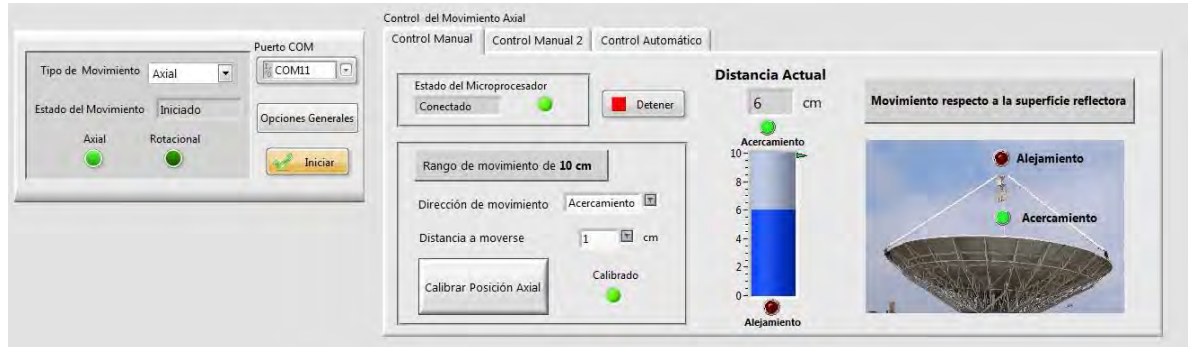 Puerto COM
COM11
Tipo de Movimiento Axial
Estado del Movimiento Iniciado
Opciones Generales
Axial Rotacional
Iniciar
Control del Movimiento Axial
Control Manual Control Manual 2 Control Automático
Estado del Microprocesador
Conectado
Detener
Rango de movimiento de 10 cm
Dirección de movimiento Acercamiento
Distancia a moverse 1 cm
Calibrar Posición Axial
Calibrado
Distancia Actual
6 cm
Acercamiento
10-
8-
6-
4-
2-
0-
Alejamiento
Movimiento respecto a la superficie reflectora
Alejamiento
Acercamiento